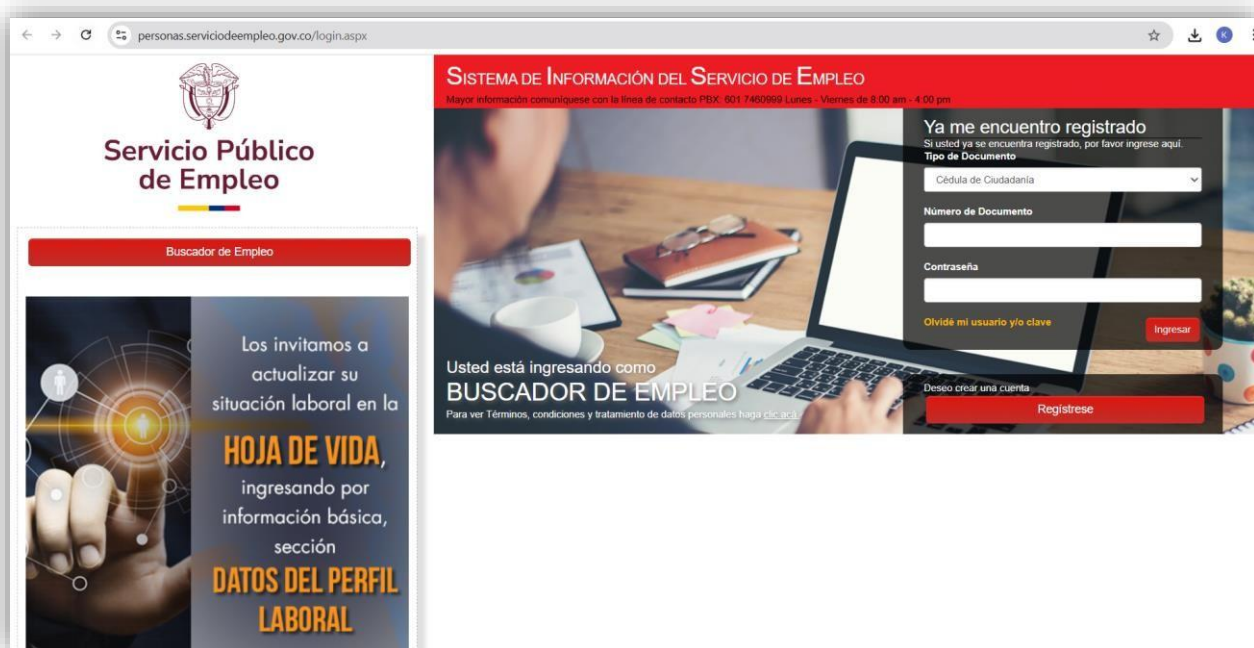 personas.serviciodeempleo.gov.co/login.aspx
K
Servicio Público
de Empleo
Buscador de Empleo
Los invitamos a
actualizar su
situación laboral en la
HOJA DE VIDA,
ingresando por
información básica,
sección
DATOS DEL PERFIL
LABORAL
SISTEMA DE INFORMACIÓN DEL SERVICIO DE EMPLEO
Mayor información comuníquese con la línea de contacto PBX: 601 7460999 Lunes - Viernes de 8:00 am - 4:00 pm
Ya me encuentro registrado
Si usted ya se encuentra registrado, por favor ingrese aquí.
Tipo de Documento
Cédula de Ciudadanía
Número de Documento
Contraseña
Olvidé mi usuario y/o clave
Ingresar
Usted está ingresando como
BUSCADOR DE EMPLEO
Para ver Términos, condiciones y tratamiento de datos personales haga clic acá
Deseo crear una cuenta
Regístrese